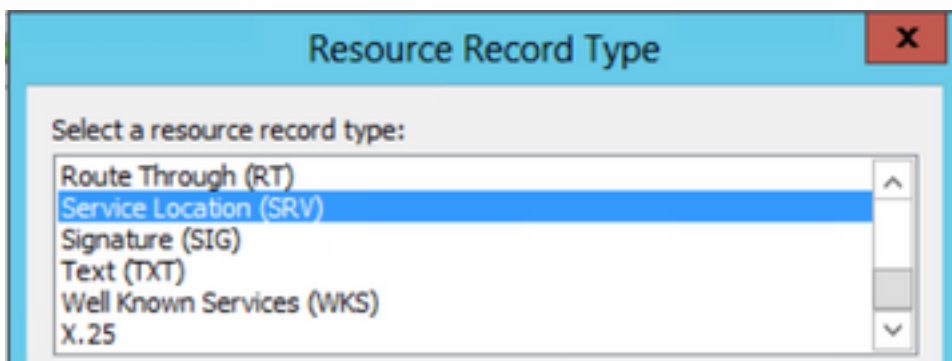 Resource Record Type
x
Select a resource record type:
Route Through (RT)
Service Location (SRV)
Signature (SIG)
Text (TXT)
Well Known Services (WKS)
X.25